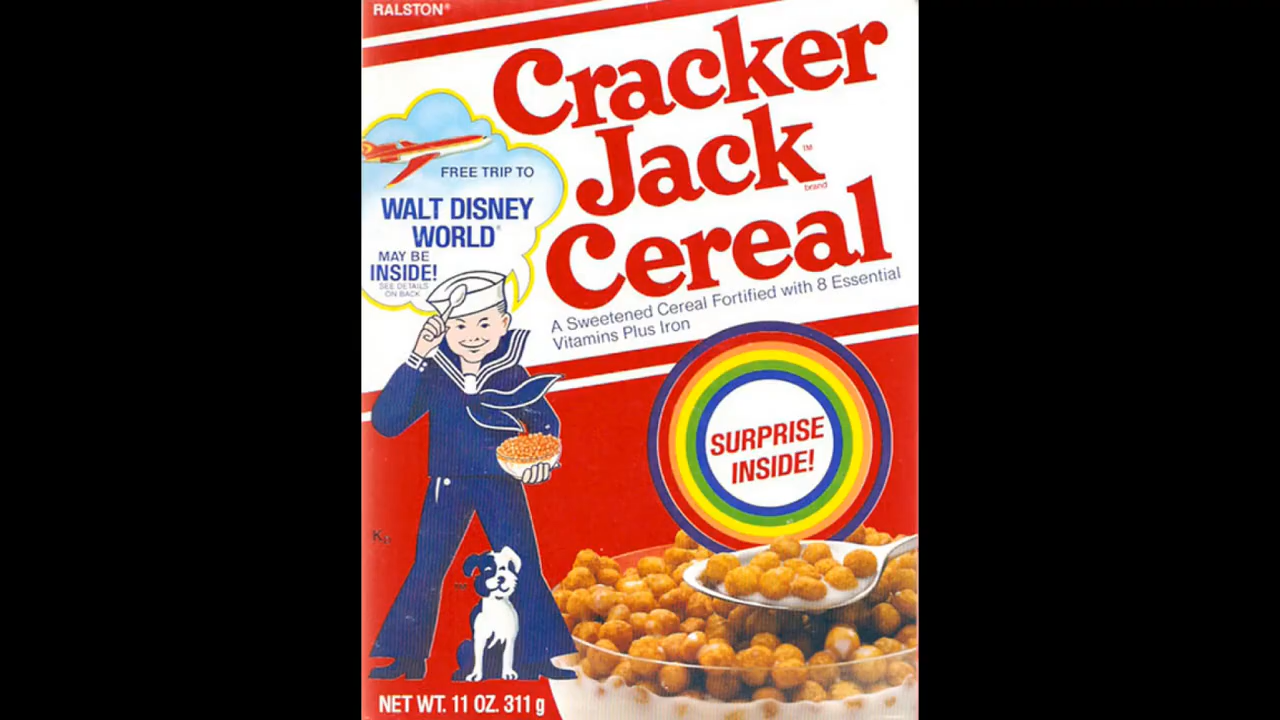 RALSTON®
Cracker
Jack™
brand
Cereal
A Sweetened Cereal Fortified with 8 Essential
Vitamins Plus Iron
FREE TRIP TO
WALT DISNEY
WORLD®
MAY BE
INSIDE!
SEE DETAILS
ON BACK
SURPRISE
INSIDE!
K
TM
NET WT. 11 OZ. 311 g